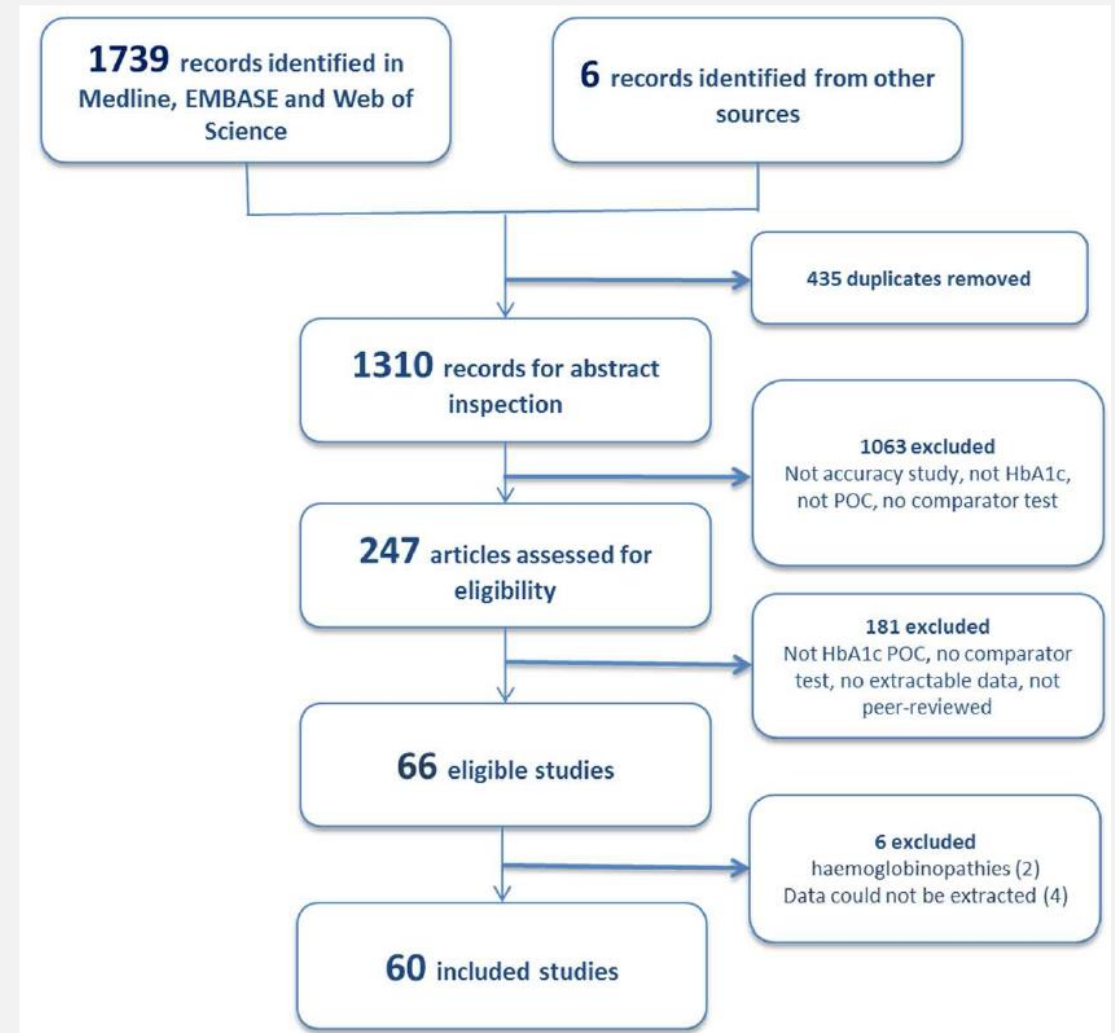 1739 records identified in
Medline, EMBASE and Web of
Science
6 records identified from other
sources
435 duplicates removed
1310 records for abstract
inspection
1063 excluded
Not accuracy study, not HbA1c,
not POC, no comparator test
247 articles assessed for
eligibility
181 excluded
Not HbA1c POC, no comparator
test, no extractable data, not
peer-reviewed
66 eligible studies
6 excluded
haemoglobinopathies (2)
Data could not be extracted (4)
60 included studies